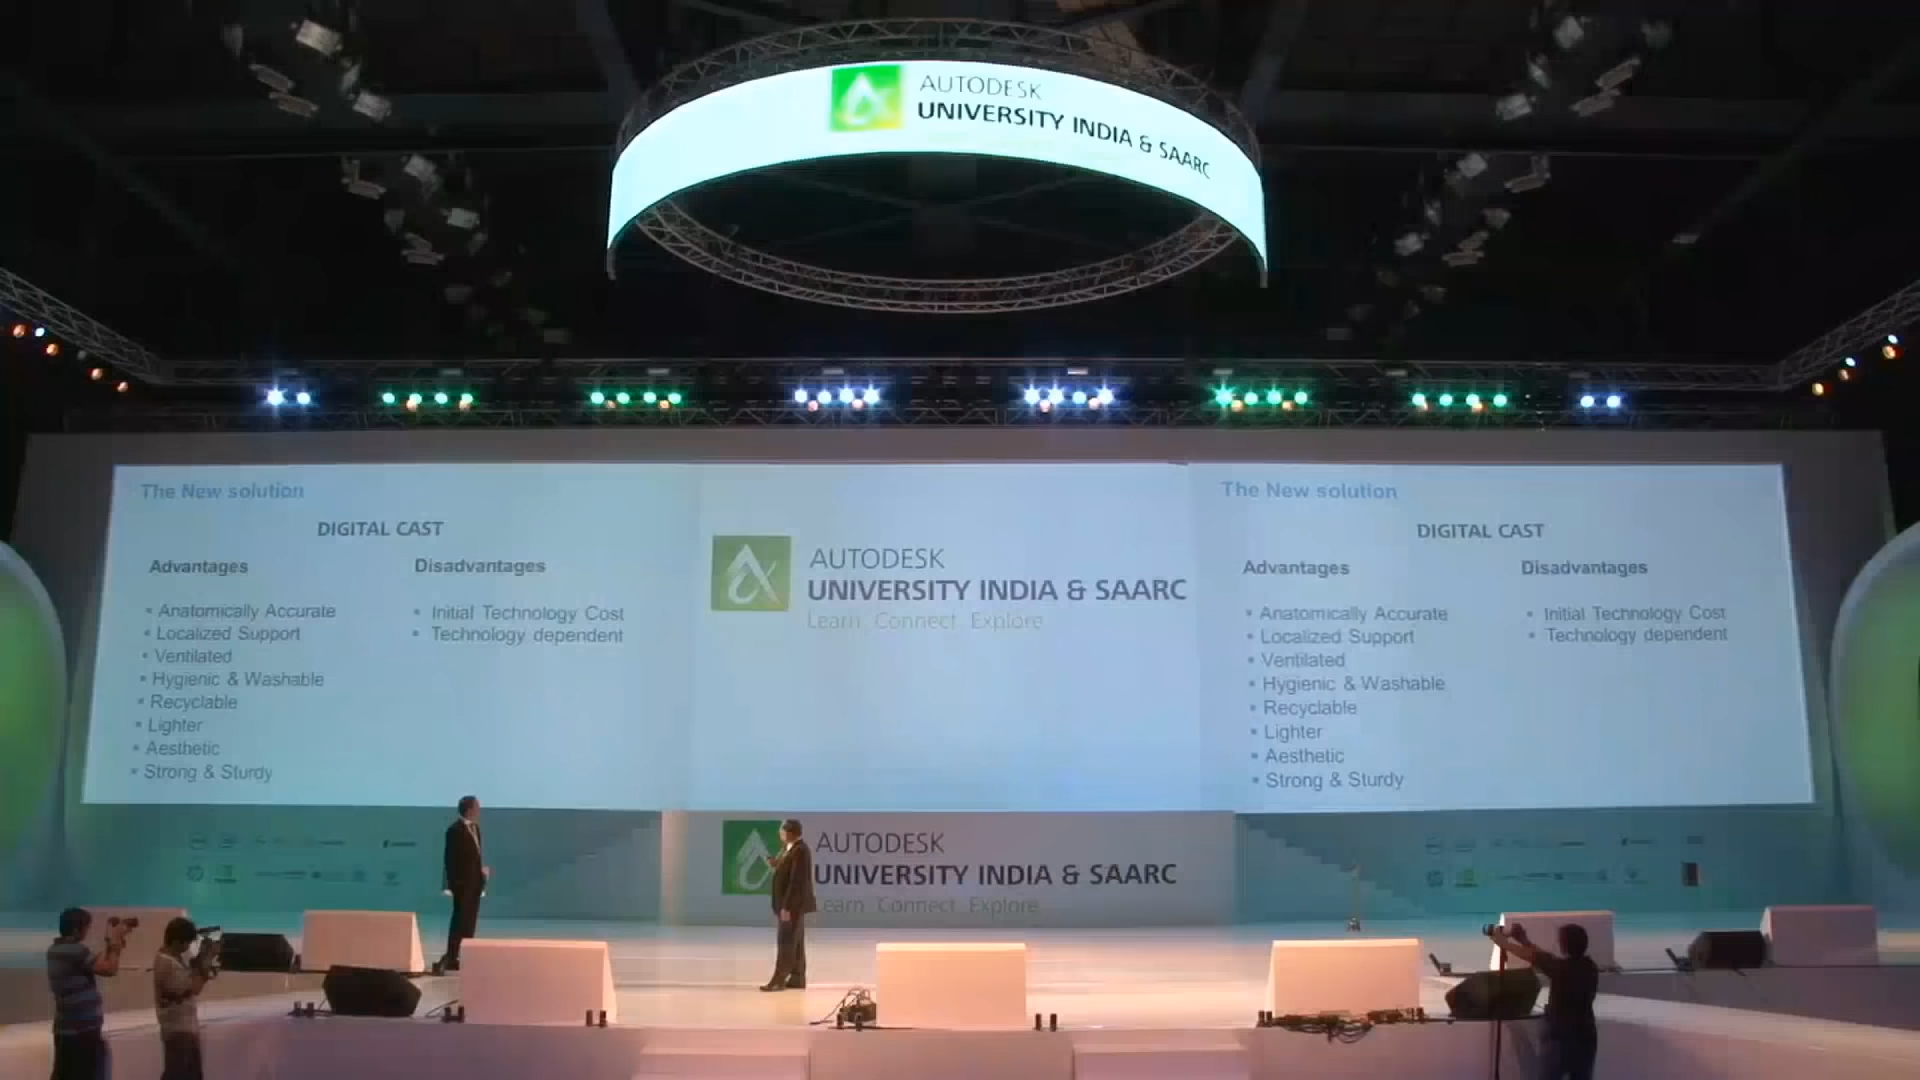 AUTODESK
UNIVERSITY INDIA & SAARC
The New solution
DIGITAL CAST
Advantages
Anatomically Accurate
Localized Support
Ventilated
Hygienic & Washable
Recyclable
Lighter
Aesthetic
Strong & Sturdy
Disadvantages
Initial Technology Cost
Technology dependent
AUTODESK
UNIVERSITY INDIA & SAARC
Learn. Connect. Explore.
The New solution
DIGITAL CAST
Advantages
Anatomically Accurate
Localized Support
Ventilated
Hygienic & Washable
Recyclable
Lighter
Aesthetic
Strong & Sturdy
Disadvantages
Initial Technology Cost
Technology dependent
AUTODESK
UNIVERSITY INDIA & SAARC
Learn. Connect. Explore.